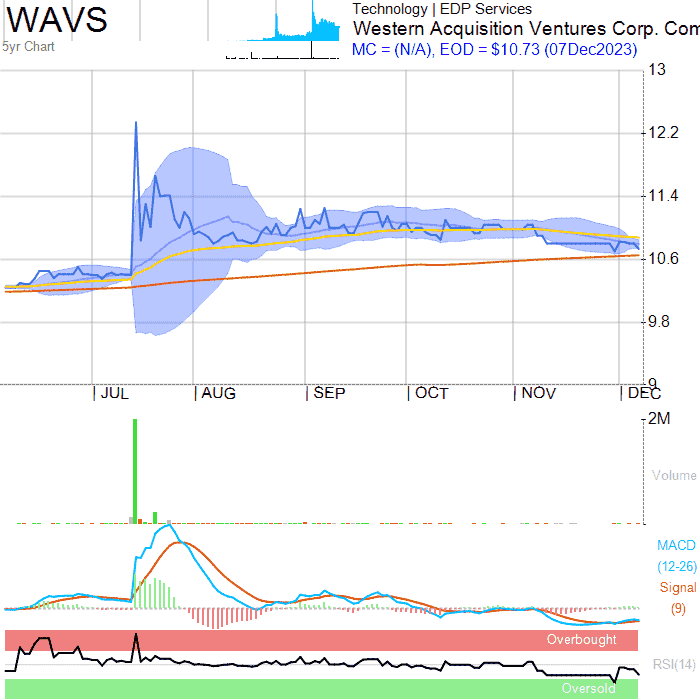 WAVS
Technology | EDP Services
Western Acquisition Ventures Corp. Com
5yr Chart
MC = (N/A), EOD = $10.73 (07Dec2023)
13
12.2
11.4
10.6
9.8
9
JUL AUG SEP OCT NOV DEC
2M
Volume
MACD
(12-26)
Signal
(9)
Overbought
RSI(14)
Oversold